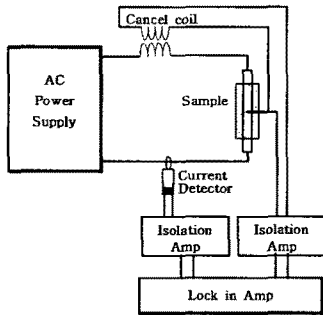 Cancel coil
AC
Power
Supply
Sample
Current
Detector
Isolation
Amp
Isolation
Amp
Lock in Amp